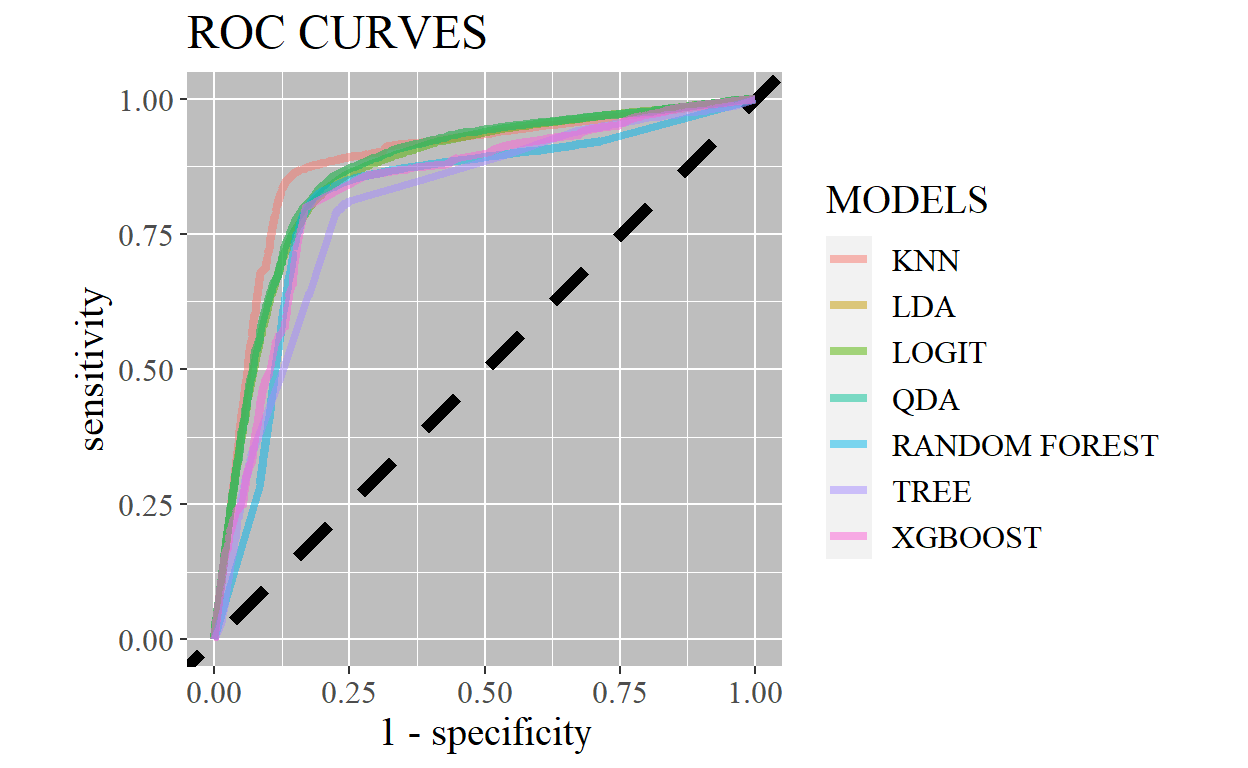 ROC CURVES
1.00
0.75
0.50
0.25
0.00
sensitivity
0.00 0.25 0.50 0.75 1.00
1 - specificity
MODELS
KNN
LDA
LOGIT
QDA
RANDOM FOREST
TREE
XGBOOST